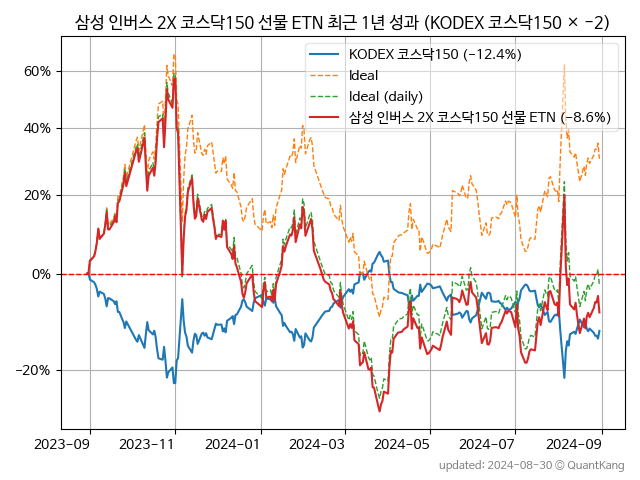 삼성 인버스 2X 코스닥150 선물 ETN 최근 1년 성과 (KODEX 코스닥150 × −2)
KODEX 코스닥150 (−12.4%)
Ideal
Ideal (daily)
삼성 인버스 2X 코스닥150 선물 ETN (−8.6%)
60%
40%
20%
0%
−20%
2023−09
2023−11
2024−01
2024−03
2024−05
2024−07
2024−09
updated: 2024-08-30 © QuantKang